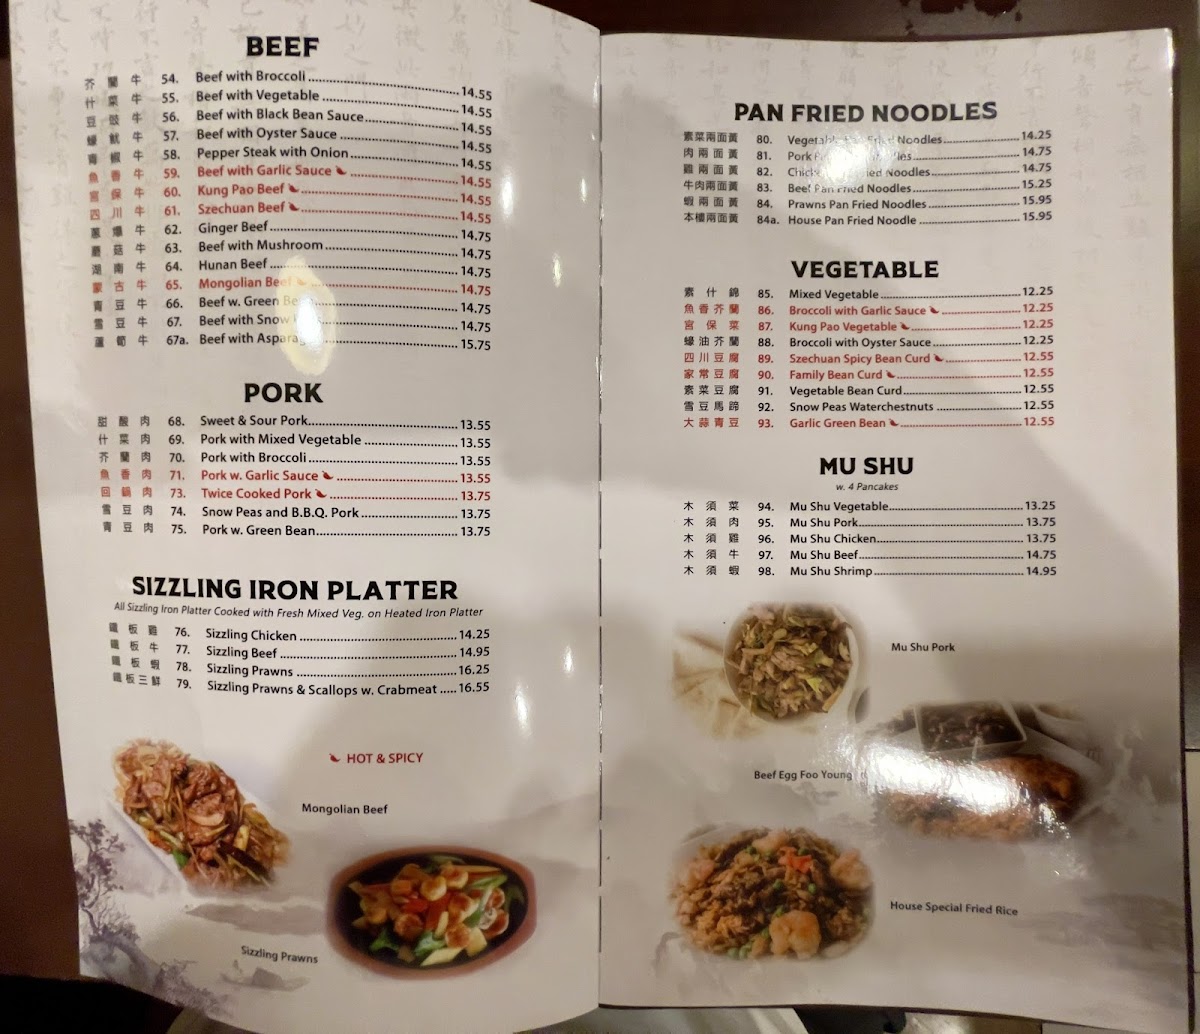 BEEF
芥蘭牛 54. Beef with Broccoli 14.55
什菜牛 55. Beef with Vegetable 14.55
豆豉牛 56. Beef with Black Bean Sauce 14.55
蠔油牛 57. Beef with Oyster Sauce 14.55
青椒牛 58. Pepper Steak with Onion 14.55
魚香牛 59. Beef with Garlic Sauce 14.55
宮保牛 60. Kung Pao Beef 14.55
四川牛 61. Szechuan Beef 14.55
蔥爆牛 62. Ginger Beef 14.75
蘑菇牛 63. Beef with Mushroom 14.75
湖南牛 64. Hunan Beef 14.75
蒙古牛 65. Mongolian Beef 14.75
青豆牛 66. Beef w. Green 14.75
雪豆牛 67. Beef with Snow 14.75
蘆筍牛 67a. Beef with Asparag 15.75
PORK
甜酸肉 68. Sweet & Sour Pork 13.55
什菜肉 69. Pork with Mixed Vegetable 13.55
芥蘭肉 70. Pork with Broccoli 13.55
魚香肉 71. Pork w. Garlic Sauce 13.55
回鍋肉 73. Twice Cooked Pork 13.75
雪豆肉 74. Snow Peas and B.B.Q. Pork 13.75
青豆肉 75. Pork w. Green Bean 13.75
SIZZLING IRON PLATTER
All Sizzling Iron Platter Cooked with Fresh Mixed Veg. on Heated Iron Platter
鐵板雞 76. Sizzling Chicken 14.25
鐵板牛 77. Sizzling Beef 14.95
鐵板蝦 78. Sizzling Prawns 16.25
鐵板三鮮 79. Sizzling Prawns & Scallops w. Crabmeat 16.55
HOT & SPICY
Mongolian Beef
Sizzling Prawns
PAN FRIED NOODLES
素菜兩面黃 80. Vegetable Pan Fried Noodles 14.25
肉兩面黃 81. Pork 14.75
雞兩面黃 82. Noodles 14.75
牛肉兩面黃 83. Beef Pan Fried Noodles 15.25
蝦兩面黃 84. Prawns Pan Fried Noodles 15.95
本樓兩面黃 84a. House Pan Fried Noodle 15.95
VEGETABLE
素什錦 85. Mixed Vegetable 12.25
魚香芥蘭 86. Broccoli with Garlic Sauce 12.25
宮保菜 87. Kung Pao Vegetable 12.25
蠔油芥蘭 88. Broccoli with Oyster Sauce 12.25
四川豆腐 89. Szechuan Spicy Bean Curd 12.55
家常豆腐 90. Family Bean Curd 12.55
素菜豆腐 91. Vegetable Bean Curd 12.55
雪豆馬蹄 92. Snow Peas Waterchestnuts 12.55
大蒜青豆 93. Garlic Green Bean 12.55
MU SHU
w. 4 Pancakes
木須菜 94. Mu Shu Vegetable 13.25
木須肉 95. Mu Shu Pork 13.75
木須雞 96. Mu Shu Chicken 13.75
木須牛 97. Mu Shu Beef 14.75
木須蝦 98. Mu Shu Shrimp 14.95
Mu Shu Pork
Beef Egg Foo Young
House Special Fried Rice